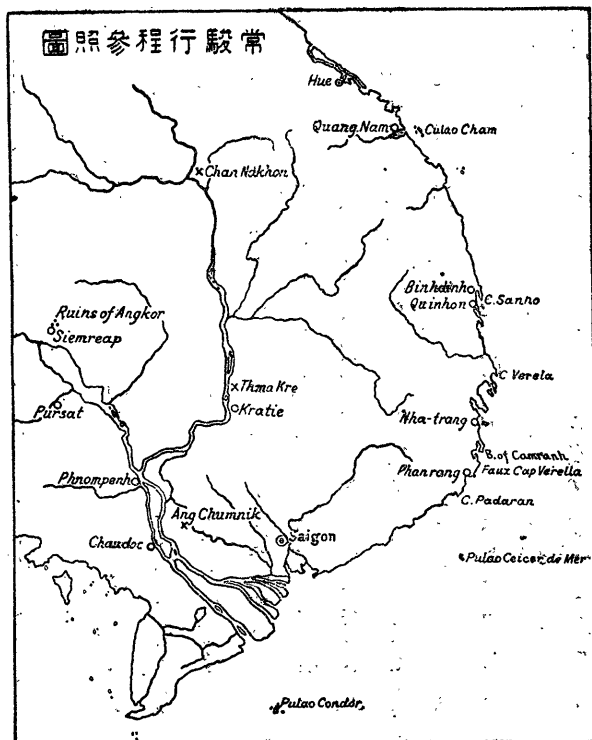 常駿行程參照圖
Hue
Quang Nam
Culao Cham
Chan Nakhon
Binhdinh
Quinhon
C. Sanho
Ruins of Angkor
Siemreap
C Verela
Thma Kre
Kratie
Pursat
Nha-trang
B. of Camranh
Phanrang
Faux Cap Verella
Phnompenh
C. Padaran
Ang Chumnik
Saigon
Chaudoc
Pulao Ceicer de Mer
Pulao Condor